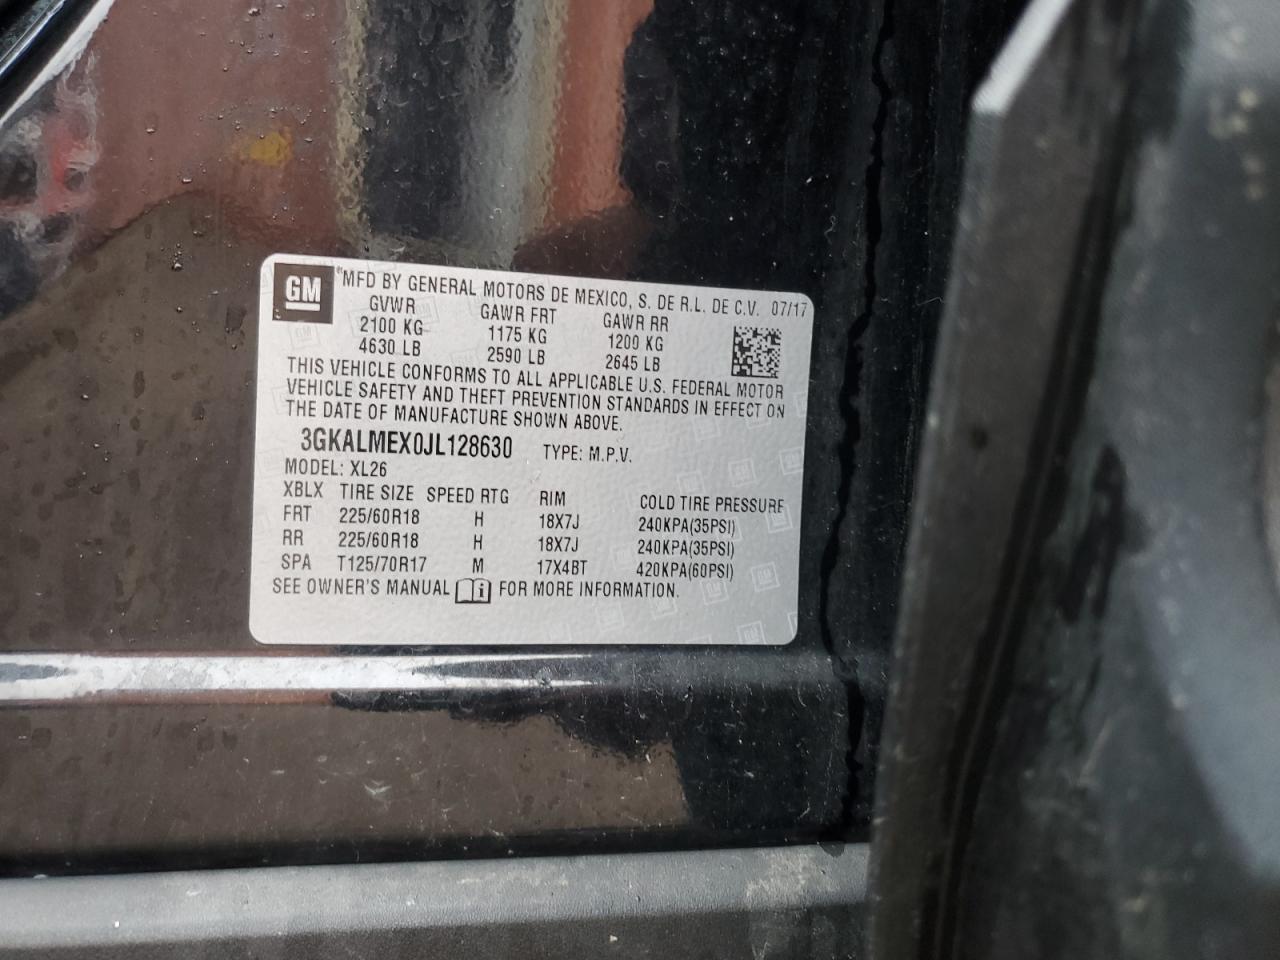 GM ®MFD BY GENERAL MOTORS DE MEXICO, S. DE R.L. DE C.V. 07/17
GVWR GAWR FRT GAWR RR
2100 KG 1175 KG 1200 KG
4630 LB 2590 LB 2645 LB
THIS VEHICLE CONFORMS TO ALL APPLICABLE U.S. FEDERAL MOTOR
VEHICLE SAFETY AND THEFT PREVENTION STANDARDS IN EFFECT ON
THE DATE OF MANUFACTURE SHOWN ABOVE.
3GKALMEX0JL128630 TYPE: M.P.V.
MODEL: XL26
XBLX TIRE SIZE SPEED RTG RIM COLD TIRE PRESSURE
FRT 225/60R18 H 18X7J 240KPA(35PSI)
RR 225/60R18 H 18X7J 240KPA(35PSI)
SPA T125/70R17 M 17X4BT 420KPA(60PSI)
SEE OWNER'S MANUAL i FOR MORE INFORMATION.